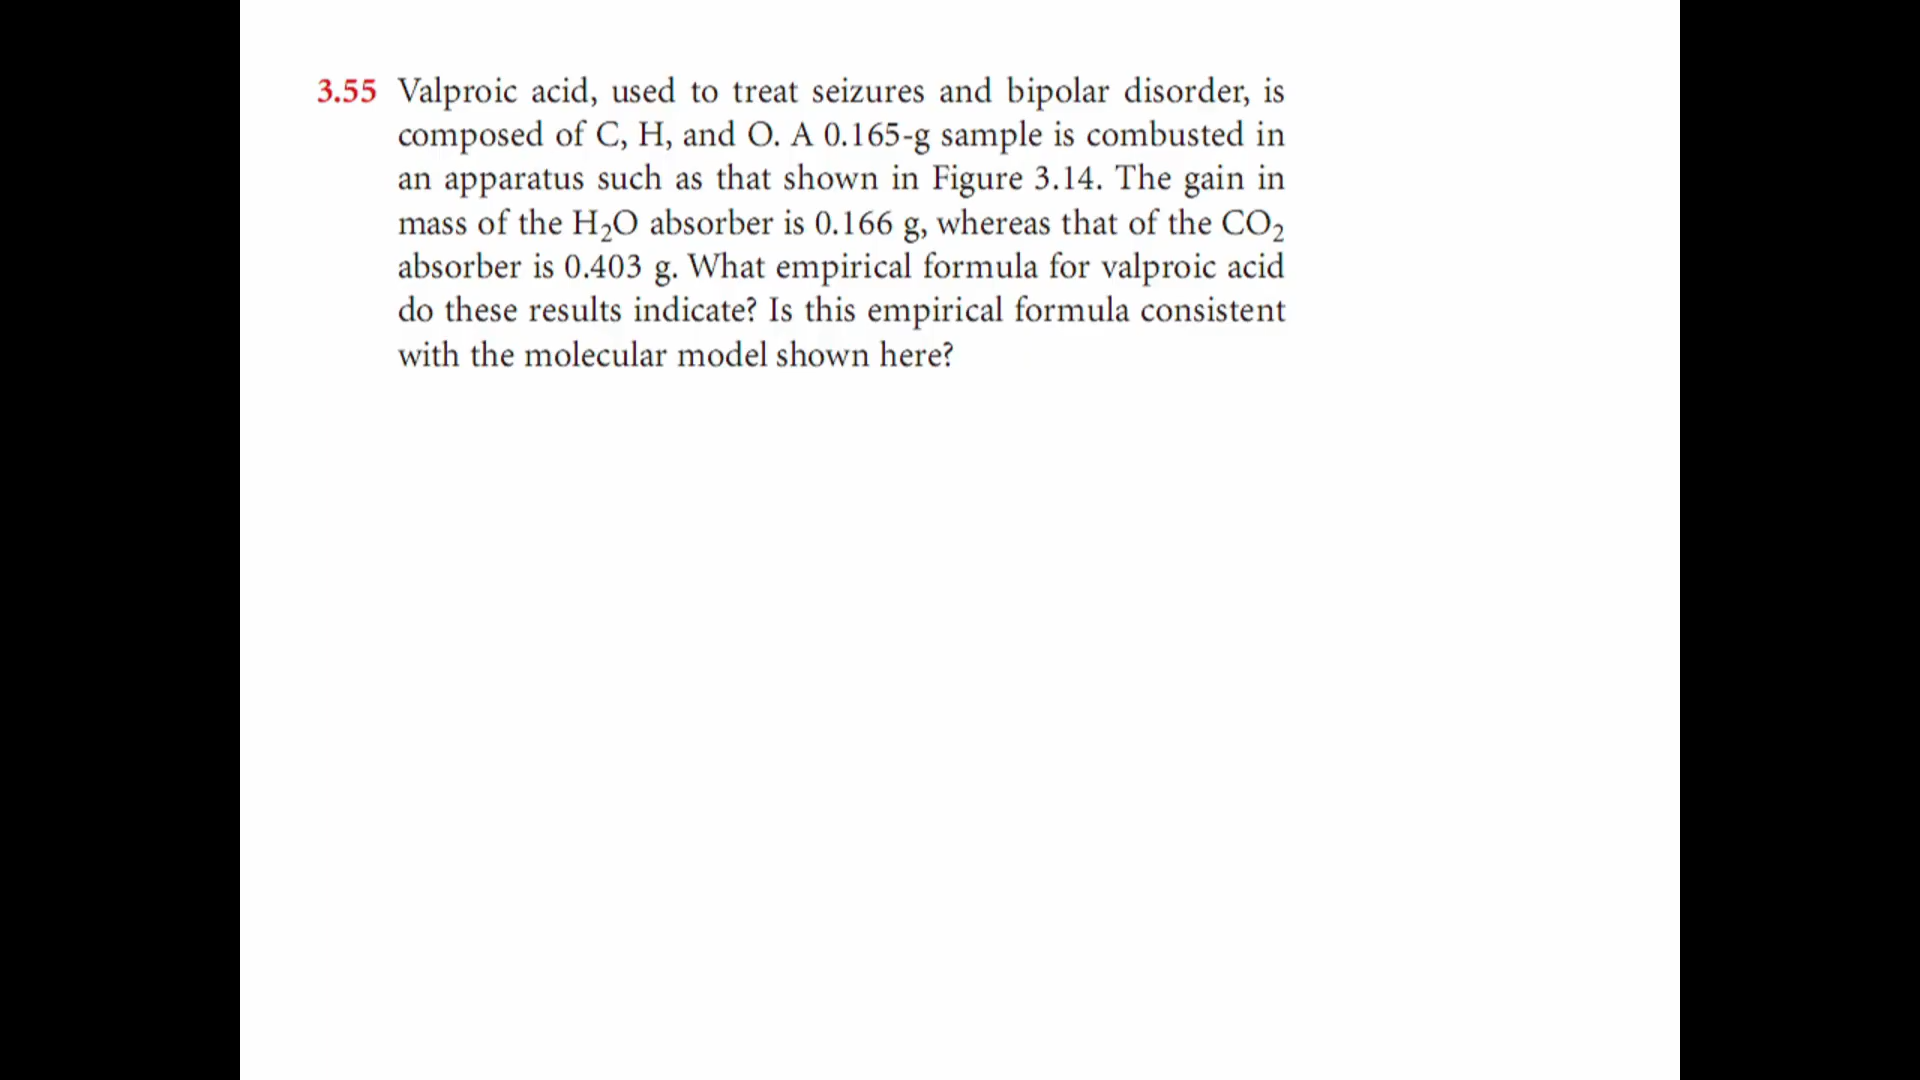 3.55 Valproic acid, used to treat seizures and bipolar disorder, is
composed of C, H, and O. A 0.165-g sample is combusted in
an apparatus such as that shown in Figure 3.14. The gain in
mass of the H₂O absorber is 0.166 g, whereas that of the CO₂
absorber is 0.403 g. What empirical formula for valproic acid
do these results indicate? Is this empirical formula consistent
with the molecular model shown here?